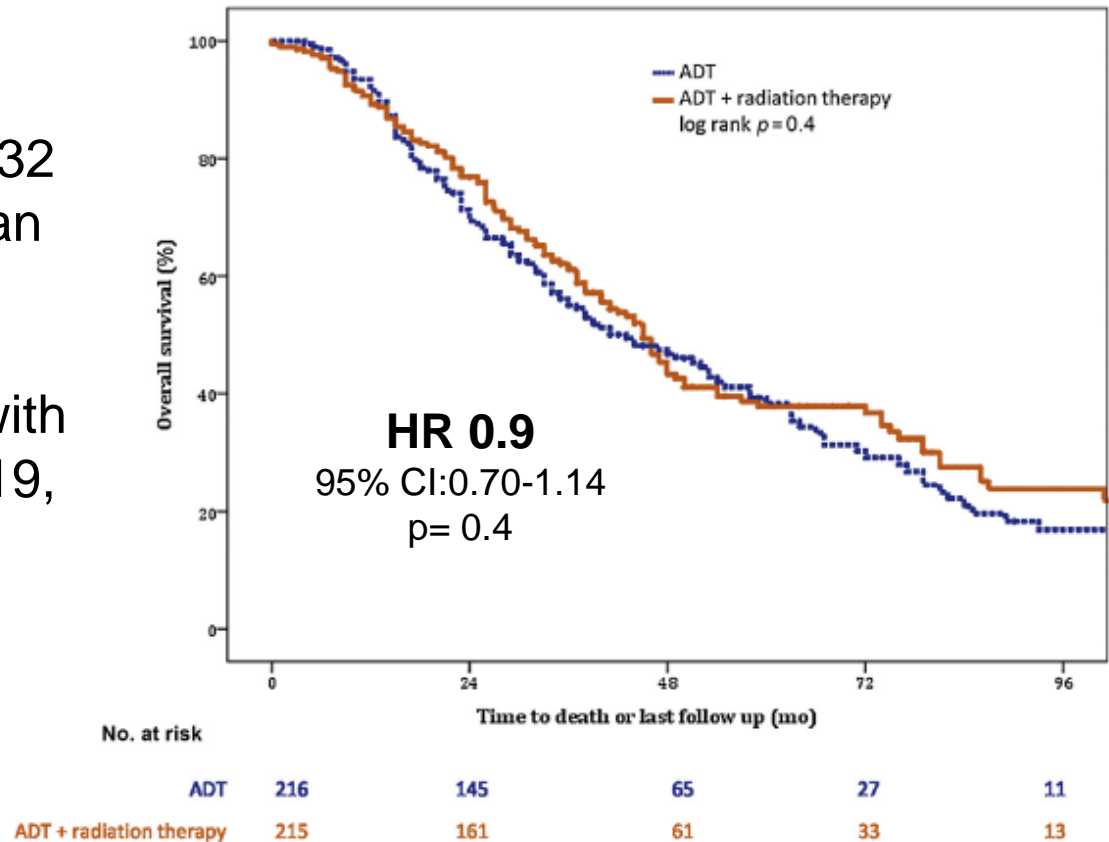 32
an
with
19,
100
80
60
40
20
0
Overall survival (%)
ADT
ADT + radiation therapy
log rank p = 0.4
HR 0.9
95% CI:0.70-1.14
p= 0.4
0 24 48 72 96
Time to death or last follow up (mo)
No. at risk
ADT 216 145 65 27 11
ADT + radiation therapy 215 161 61 33 13